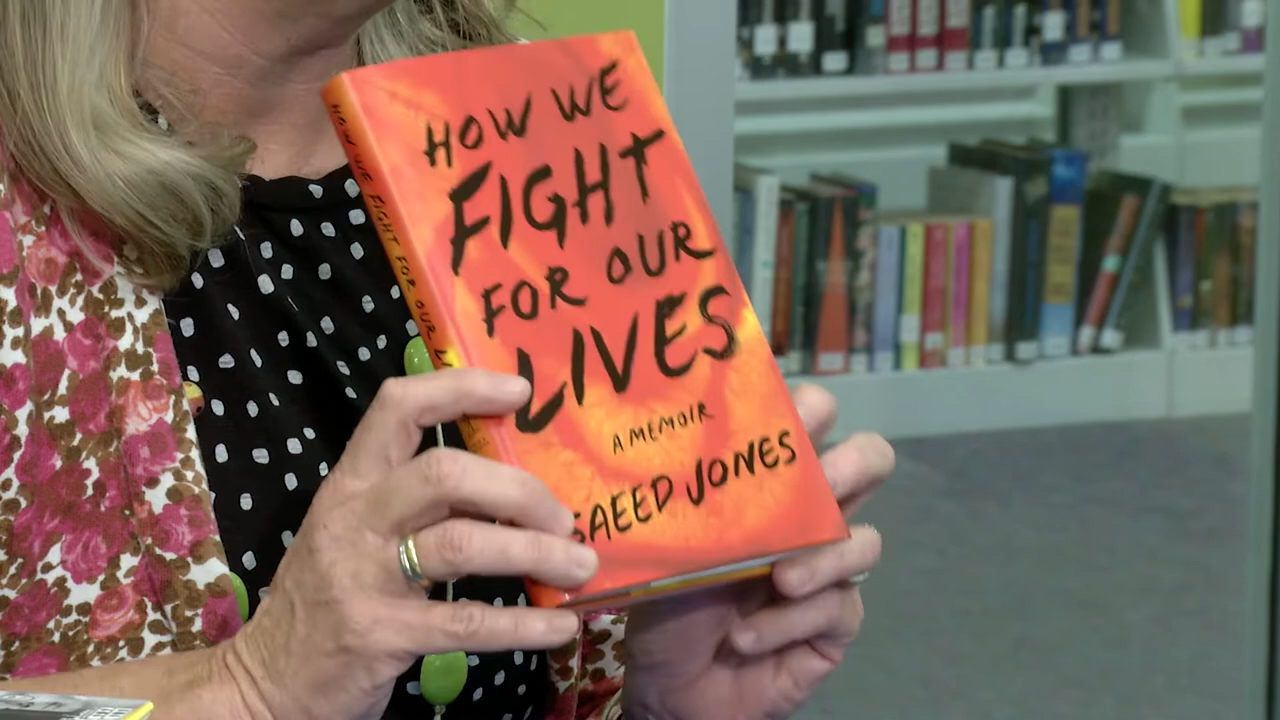 HOW WE
FIGHT
FOR OUR
LIVES
A MEMOIR
SAEED JONES
HOW WE FIGHT FOR OUR